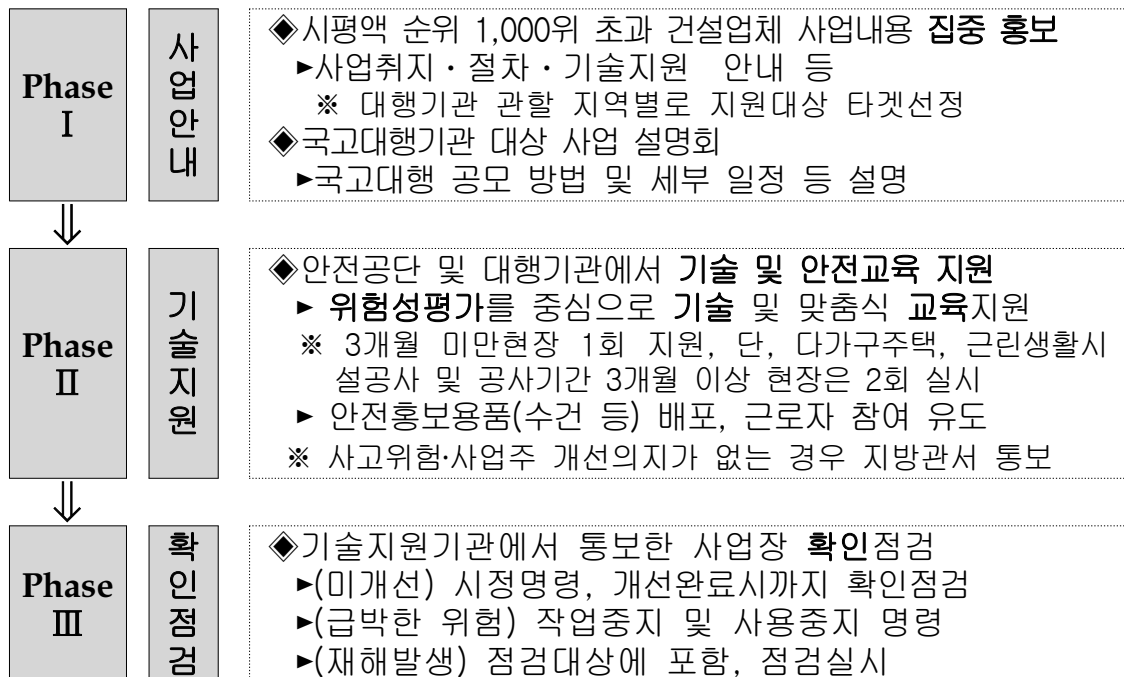 Phase
Ⅰ
사
업
안
내
◈시평액 순위 1,000위 초과 건설업체 사업내용 집중 홍보
►사업취지・절차・기술지원 안내 등
※ 대행기관 관할 지역별로 지원대상 타겟선정
◈국고대행기관 대상 사업 설명회
►국고대행 공모 방법 및 세부 일정 등 설명
⇓
Phase
Ⅱ
기
술
지
원
◈안전공단 및 대행기관에서 기술 및 안전교육 지원
► 위험성평가를 중심으로 기술 및 맞춤식 교육지원
※ 3개월 미만현장 1회 지원, 단, 다가구주택, 근린생활시
설공사 및 공사기간 3개월 이상 현장은 2회 실시
► 안전홍보용품(수건 등) 배포, 근로자 참여 유도
※ 사고위험·사업주 개선의지가 없는 경우 지방관서 통보
⇓
Phase
Ⅲ
확
인
점
검
◈기술지원기관에서 통보한 사업장 확인점검
►(미개선) 시정명령, 개선완료시까지 확인점검
►(급박한 위험) 작업중지 및 사용중지 명령
►(재해발생) 점검대상에 포함, 점검실시